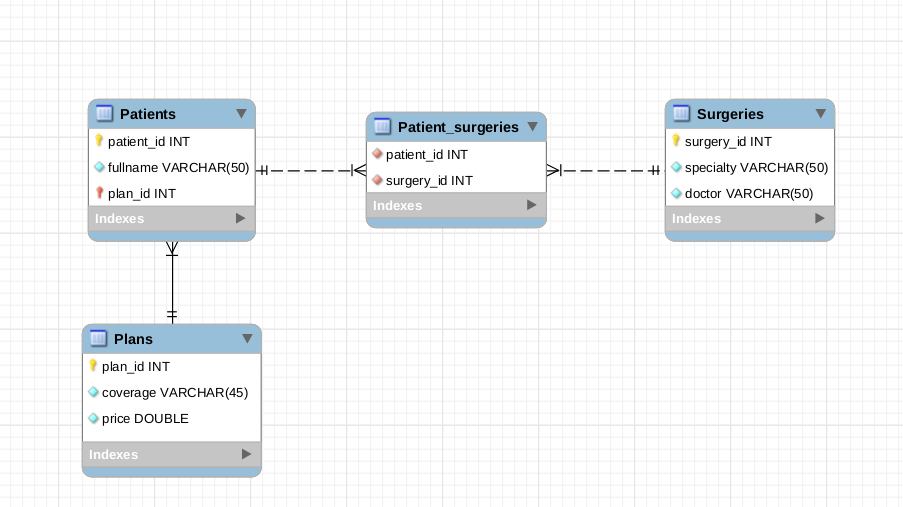 Patients
patient_id INT
fullname VARCHAR(50)
plan_id INT
Indexes
Patient_surgeries
patient_id INT
surgery_id INT
Indexes
Surgeries
surgery_id INT
specialty VARCHAR(50)
doctor VARCHAR(50)
Indexes
Plans
plan_id INT
coverage VARCHAR(45)
price DOUBLE
Indexes